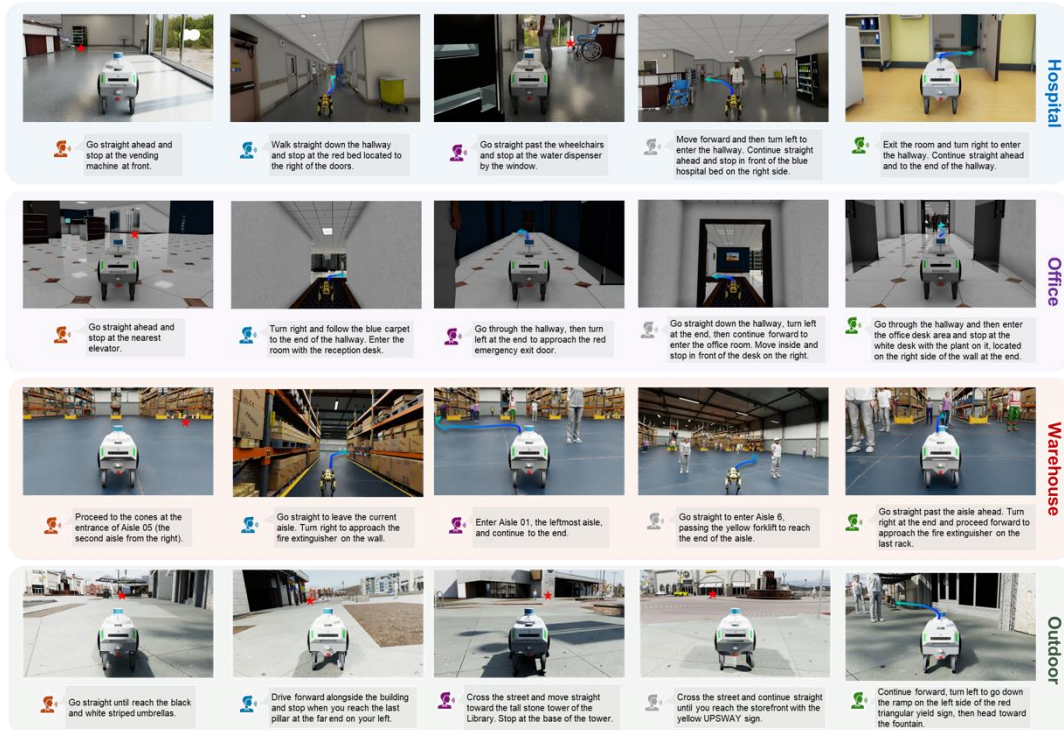 Hospital
Go straight ahead and
stop at the vending
machine at front.
Walk straight down the hallway
and stop at the red bed located to
the right of the doors.
Go straight past the wheelchairs
and stop at the water dispenser
by the window.
Move forward and then turn left to
enter the hallway. Continue straight
ahead and stop in front of the blue
hospital bed on the right side.
Exit the room and turn right to enter
the hallway. Continue straight ahead
and to the end of the hallway.
Office
Go straight ahead and
stop at the nearest
elevator.
Turn right and follow the blue carpet
to the end of the hallway. Enter the
room with the reception desk.
Go through the hallway, then turn
left at the end to approach the red
emergency exit door.
Go straight down the hallway, turn left
at the end, then continue forward to
enter the office room. Move inside and
stop in front of the desk on the right.
Go through the hallway and then enter
the office desk area and stop at the
white desk with the plant on it, located
on the right side of the wall at the end.
Warehouse
Proceed to the cones at the
entrance of Aisle 05 (the
second aisle from the right).
Go straight to leave the current
aisle. Turn right to approach the
fire extinguisher on the wall.
Enter Aisle 01, the leftmost aisle,
and continue to the end.
Go straight to enter Aisle 6,
passing the yellow forklift to reach
the end of the aisle.
Go straight past the aisle ahead. Turn
right at the end and proceed forward to
approach the fire extinguisher on the
last rack.
Outdoor
Go straight until reach the black
and white striped umbrellas.
Drive forward alongside the building
and stop when you reach the last
pillar at the far end on your left.
Cross the street and move straight
toward the tall stone tower of the
Library. Stop at the base of the tower.
Cross the street and continue straight
until you reach the storefront with the
yellow UPSWAY sign.
Continue forward, turn left to go down
the ramp on the left side of the red
triangular yield sign, then head toward
the fountain.